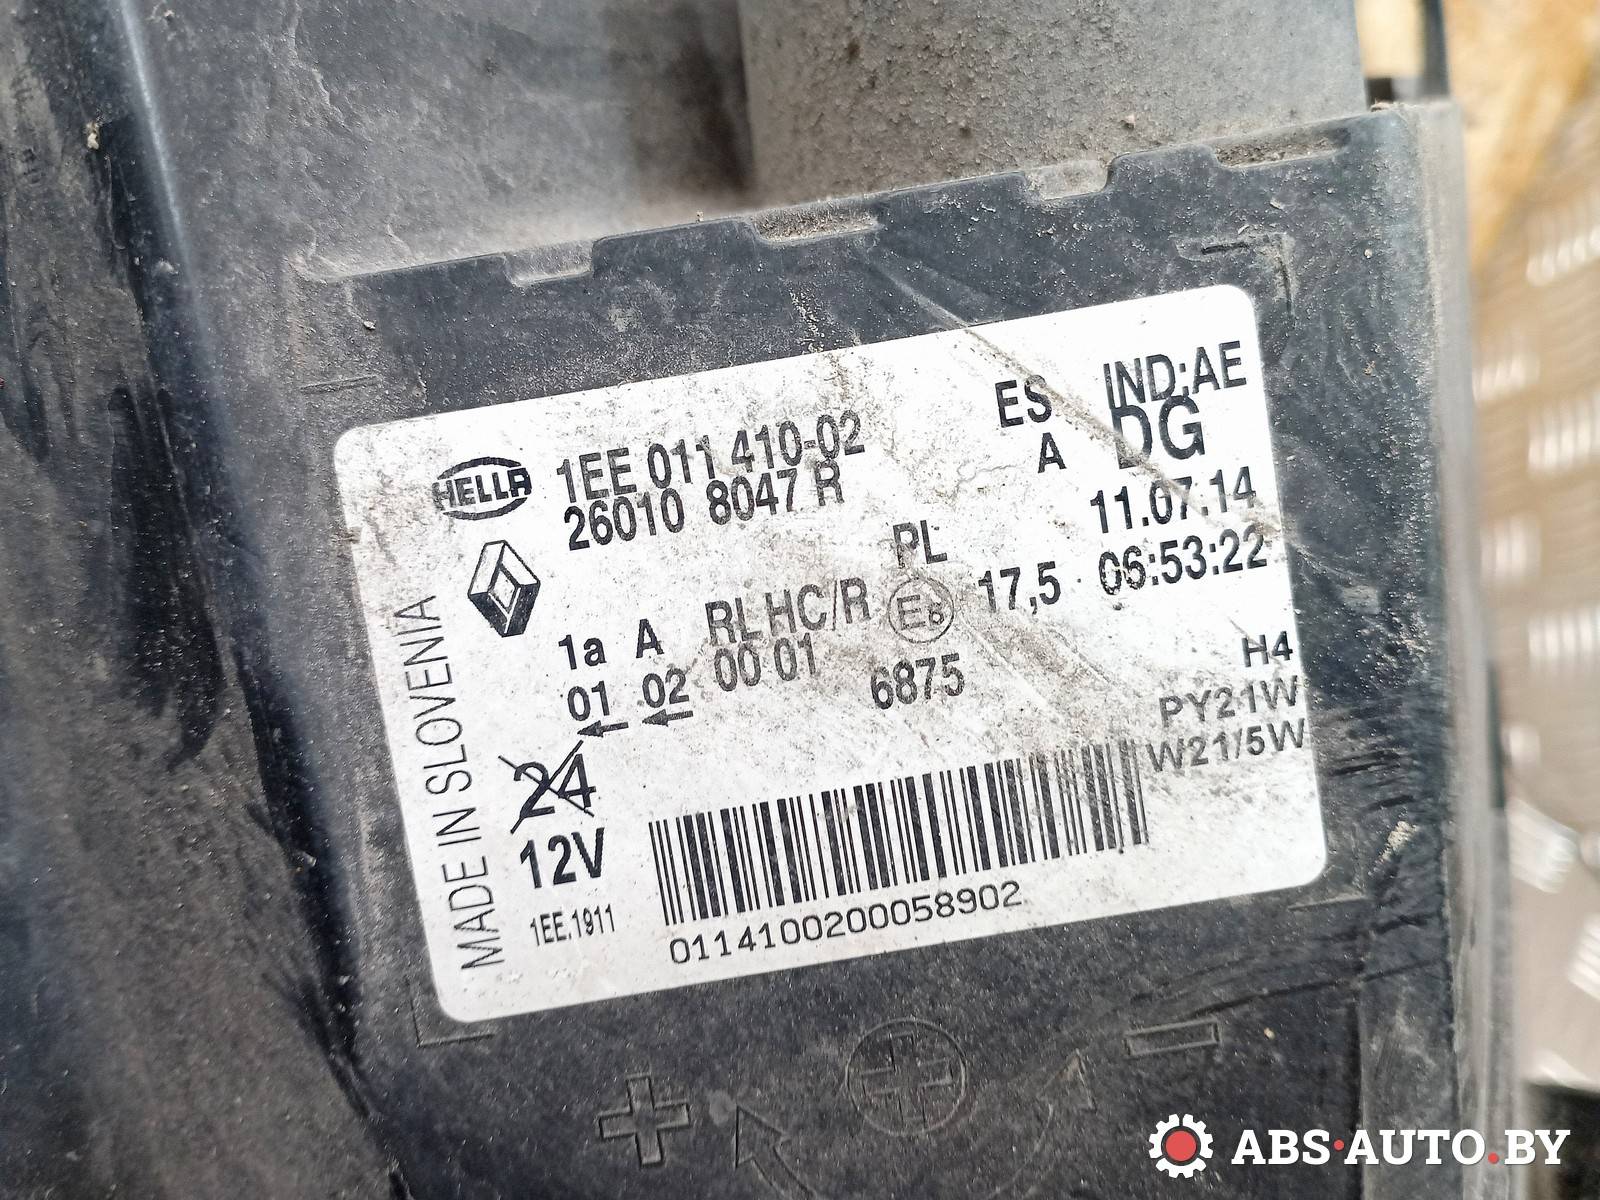 HELLA
1EE 011 410-02
26010 8047 R
ES
A
IND:AE
DG
11.07.14
06:53:22
PL
1a A
01 02
RL HC/R
00 01
E6
17,5
6875
H4
PY21W
W21/5W
24
12V
1EE.1911
MADE IN SLOVENIA
0114100200058902
ABS·AUTO.BY